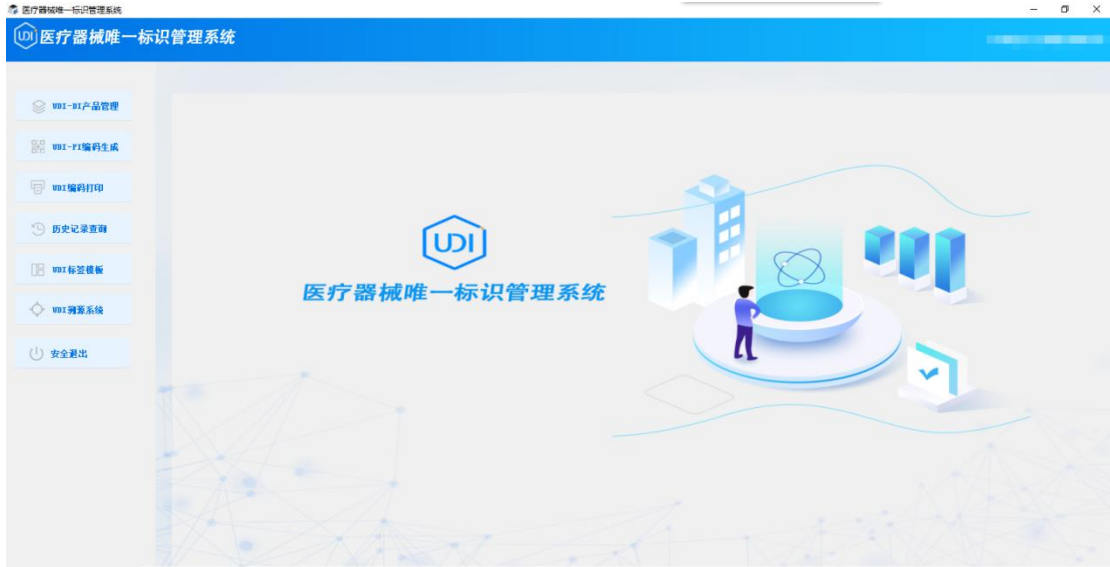 医疗器械唯一标识管理系统
UDI 医疗器械唯一标识管理系统
UDI-DI产品管理
UDI-PI编码生成
UDI编码打印
历史记录查询
UDI标签模板
UDI溯源系统
安全退出
UDI
医疗器械唯一标识管理系统